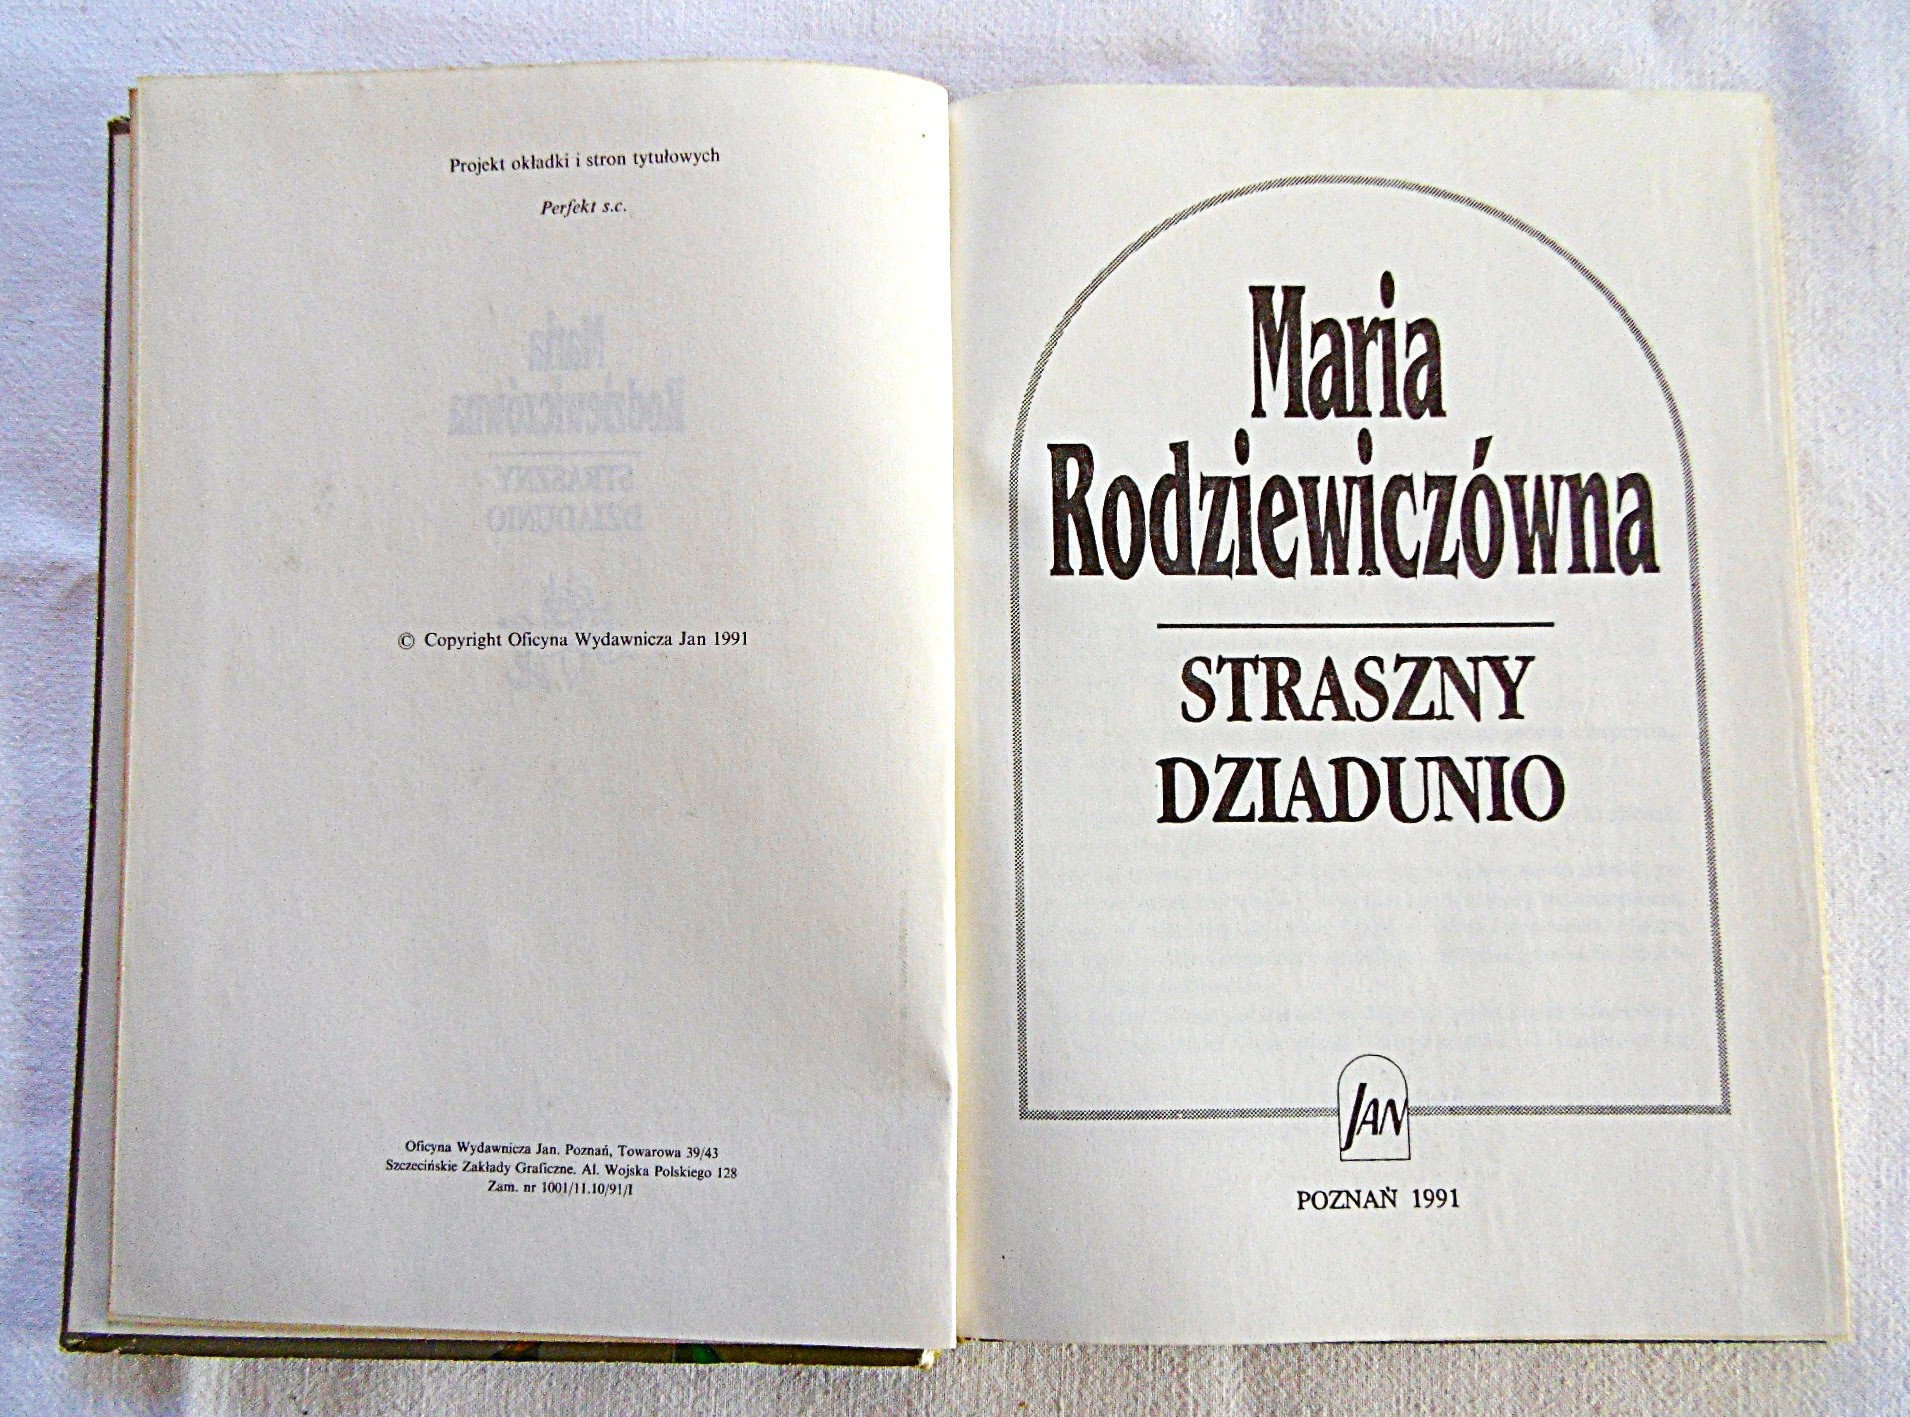 Projekt okładki i stron tytułowych
Perfekt s.c.
© Copyright Oficyna Wydawnicza Jan 1991
Oficyna Wydawnicza Jan. Poznań, Towarowa 39/43
Szczecińskie Zakłady Graficzne. Al. Wojska Polskiego 128
Zam. nr 1001/11.10/91/I
Maria
Rodziewiczówna
STRASZNY
DZIADUNIO
JAN
POZNAŃ 1991